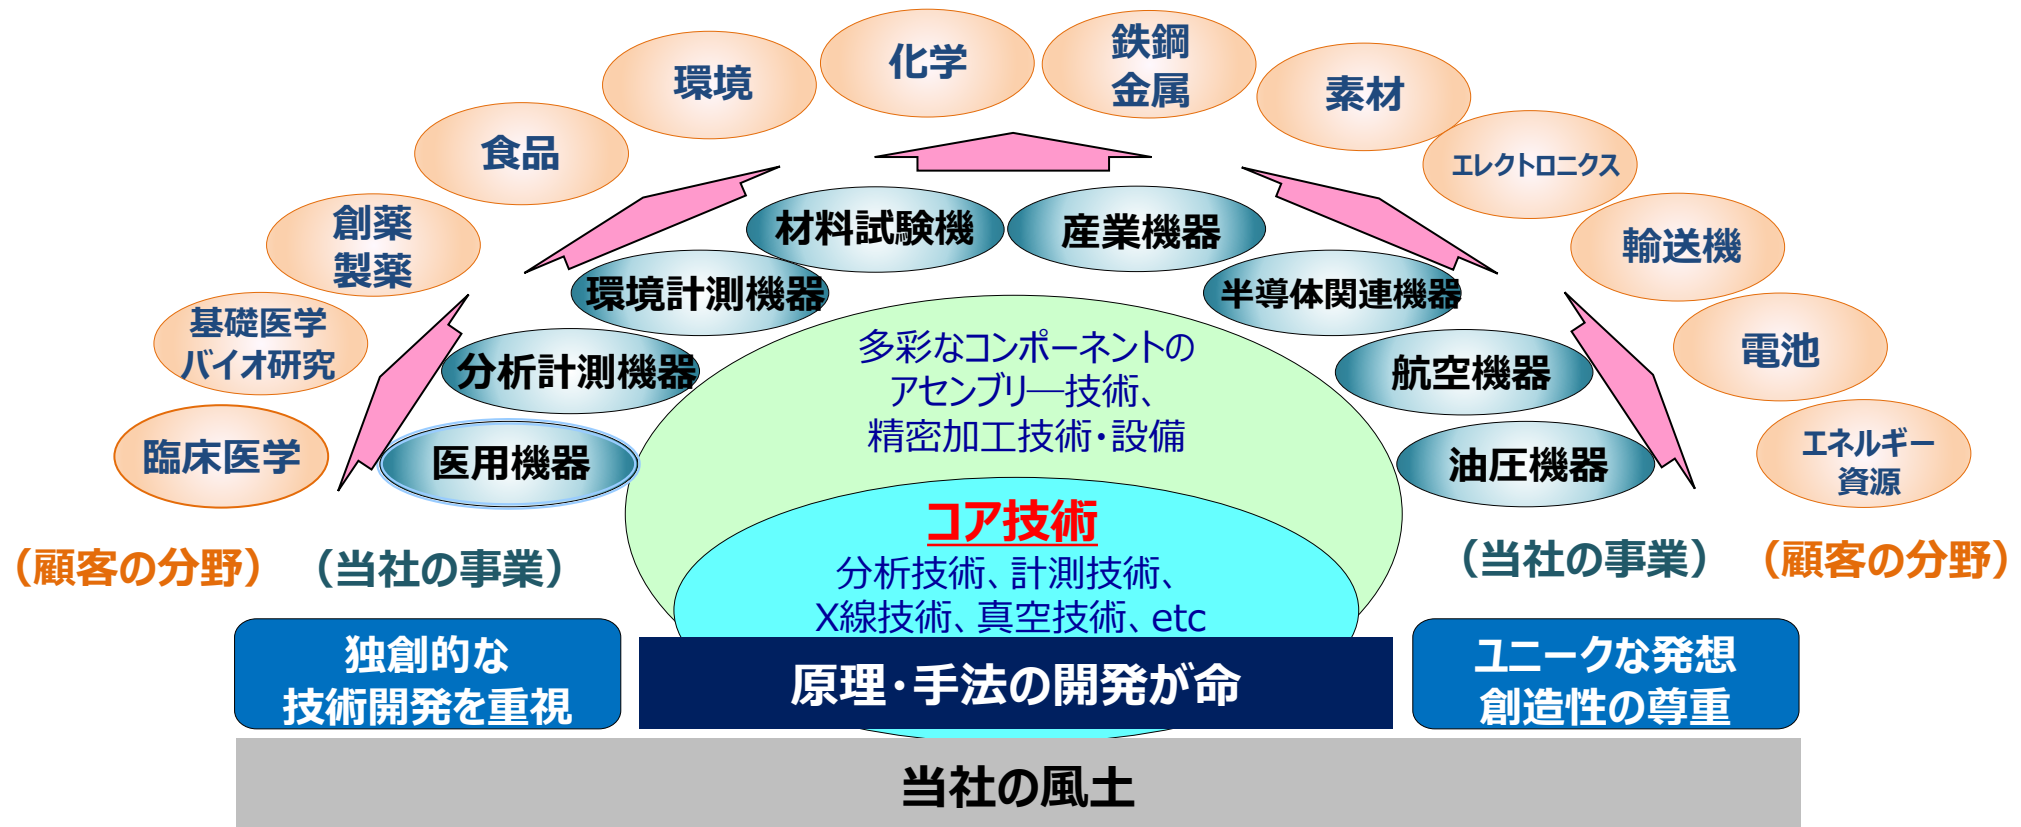 化学
鉄鋼
金属
環境
素材
食品
エレクトロニクス
創薬
製薬
材料試験機
産業機器
輸送機
環境計測機器
半導体関連機器
基礎医学
バイオ研究
多彩なコンポーネントの
アセンブリ―技術、
精密加工技術・設備
電池
分析計測機器
航空機器
臨床医学
医用機器
油圧機器
エネルギー
資源
コア技術
分析技術、計測技術、
X線技術、真空技術、etc
（顧客の分野）
（当社の事業）
（当社の事業）
（顧客の分野）
独創的な
技術開発を重視
原理・手法の開発が命
ユニークな発想
創造性の尊重
当社の風土